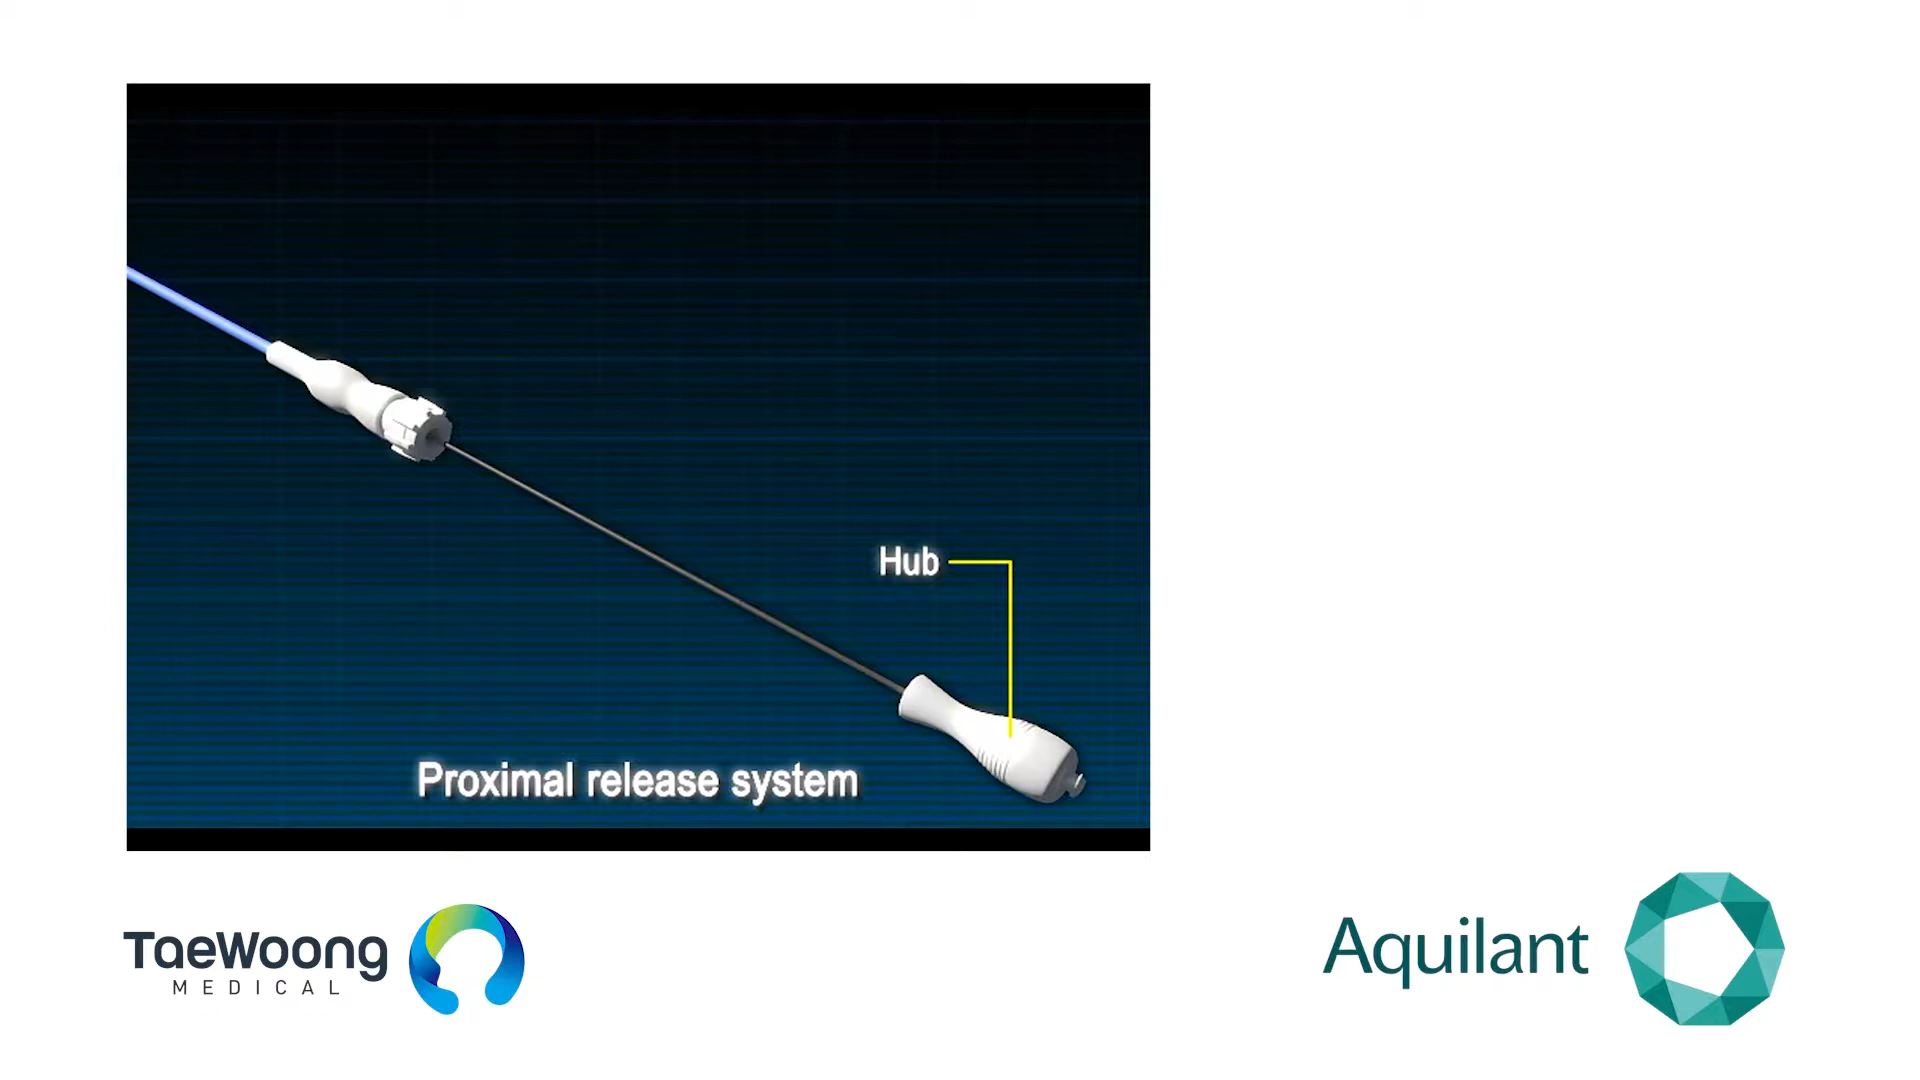 Hub
Proximal release system
TaeWoong
MEDICAL
Aquilant